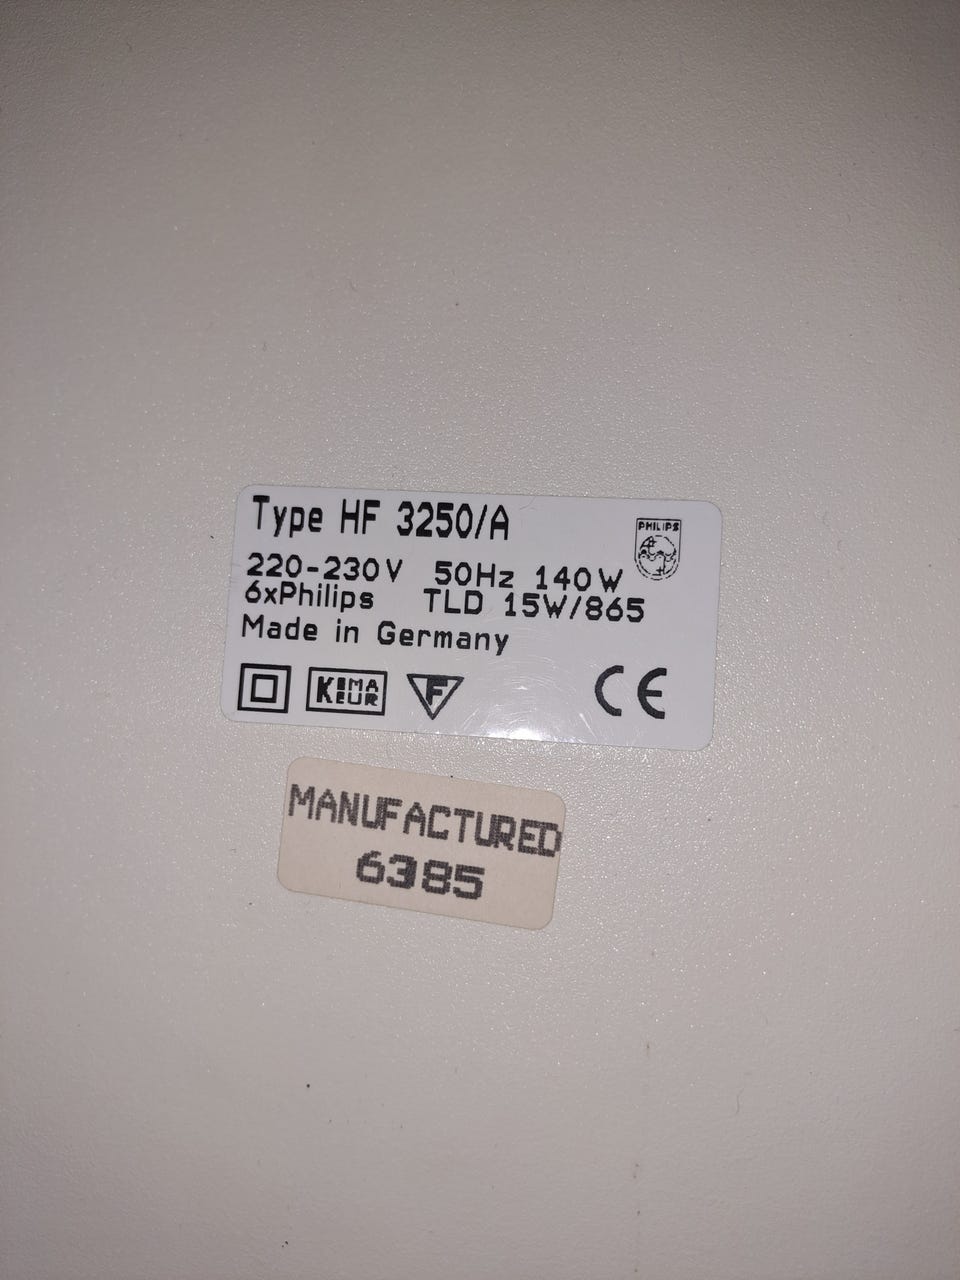 Type HF 3250/A
PHILIPS
220-230V 50Hz 140W
6xPhilips TLD 15W/865
Made in Germany
KEMA
EUR
F
CE
MANUFACTURED
6385